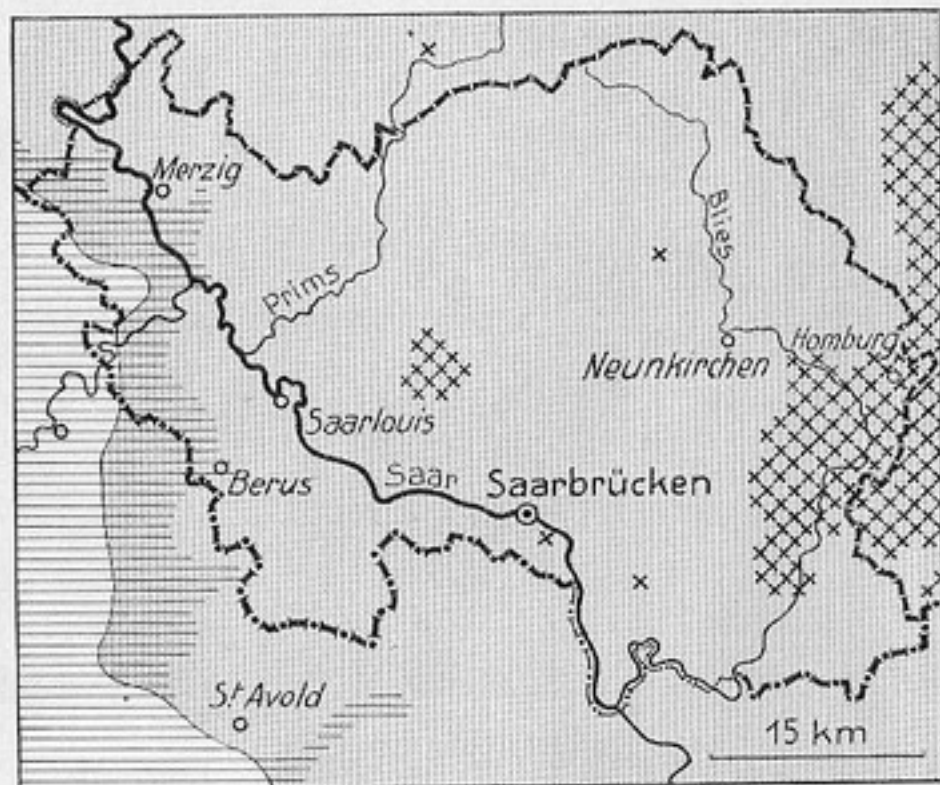 Merzig
Prims
Blies
Homburg
Neunkirchen
Saarlouis
Berus
Saar
Saarbrücken
St Avold
15 km